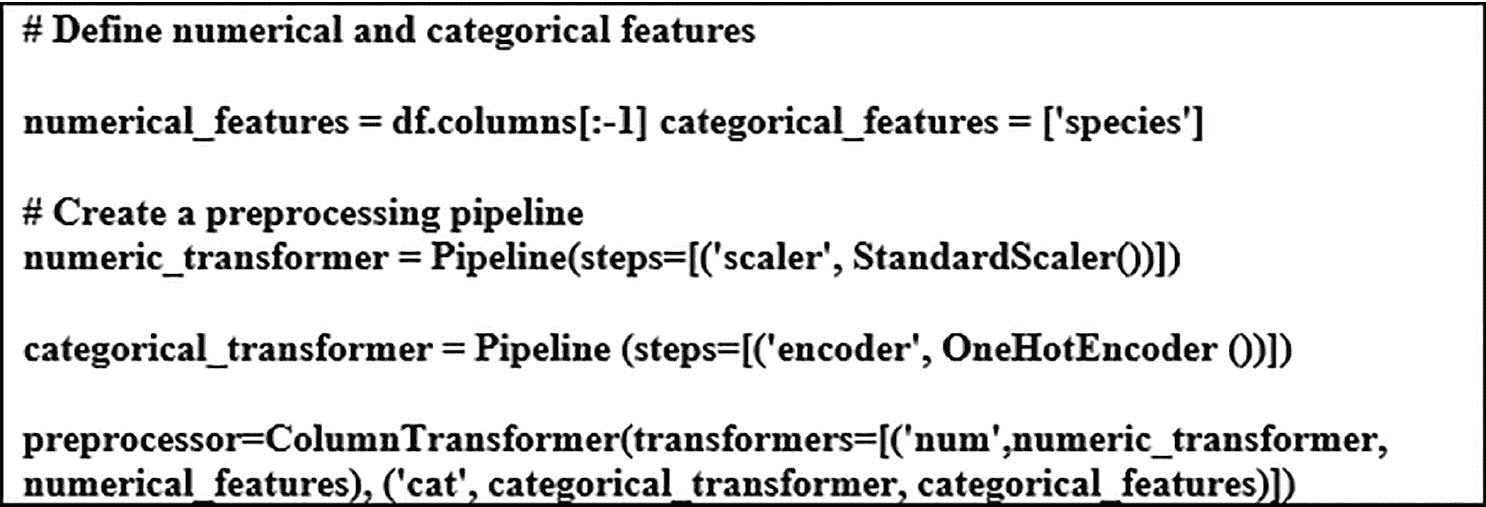 # Define numerical and categorical features
numerical_features = df.columns[:-1] categorical_features = ['species']
# Create a preprocessing pipeline
numeric_transformer = Pipeline(steps=[('scaler', StandardScaler())])
categorical_transformer = Pipeline (steps=[('encoder', OneHotEncoder ())])
preprocessor=ColumnTransformer(transformers=[('num',numeric_transformer,
numerical_features), ('cat', categorical_transformer, categorical_features)])